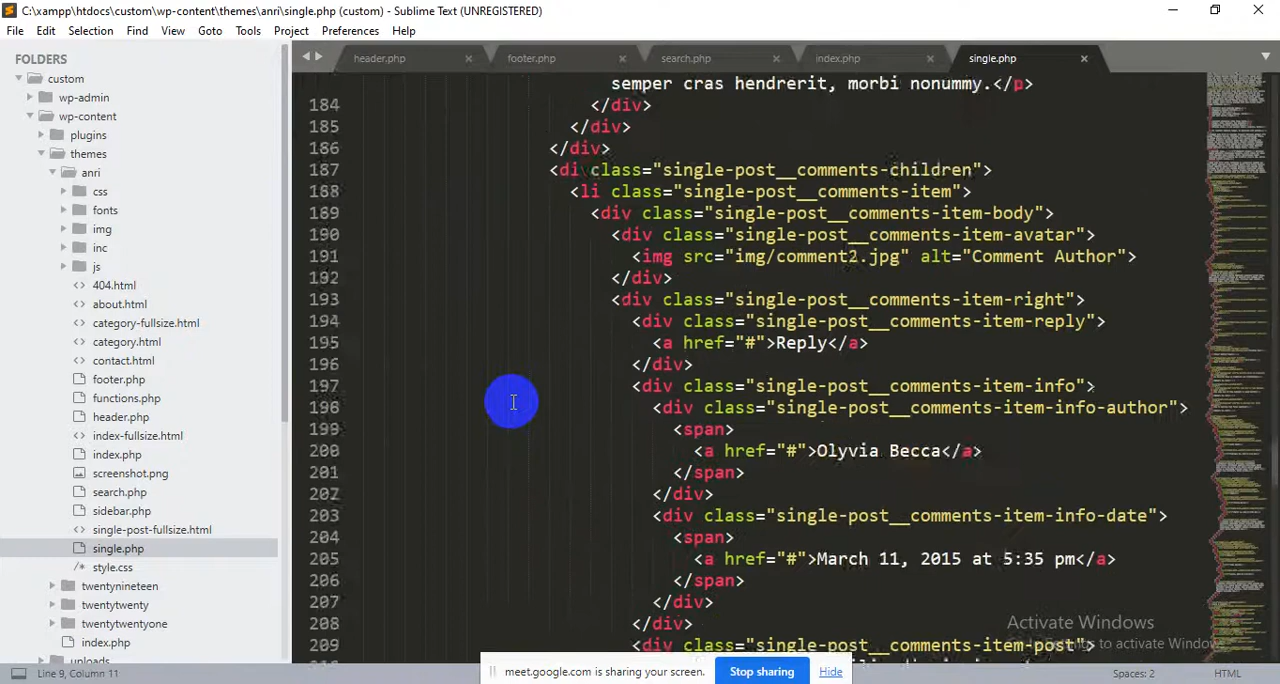 C:\xampp\htdocs\custom\wp-content\themes\anri\single.php (custom) - Sublime Text (UNREGISTERED)
File Edit Selection Find View Goto Tools Project Preferences Help
FOLDERS
custom
wp-admin
wp-content
plugins
themes
anri
css
fonts
img
inc
js
404.html
about.html
category-fullsize.html
category.html
contact.html
footer.php
functions.php
header.php
index-fullsize.html
index.php
screenshot.png
search.php
sidebar.php
single-post-fullsize.html
single.php
style.css
twentynineteen
twentytwenty
twentytwentyone
index.php
uploads
header.php footer.php search.php index.php single.php
semper cras hendrerit, morbi nonummy.</p>
184 </div>
185 </div>
186 </div>
187 <div class="single-post__comments-children">
188 <li class="single-post__comments-item">
189 <div class="single-post__comments-item-body">
190 <div class="single-post__comments-item-avatar">
191 <img src="img/comment2.jpg" alt="Comment Author">
192 </div>
193 <div class="single-post__comments-item-right">
194 <div class="single-post__comments-item-reply">
195 <a href="#">Reply</a>
196 </div>
197 <div class="single-post__comments-item-info">
198 <div class="single-post__comments-item-info-author">
199 <span>
200 <a href="#">Olyvia Becca</a>
201 </span>
202 </div>
203 <div class="single-post__comments-item-info-date">
204 <span>
205 <a href="#">March 11, 2015 at 5:35 pm</a>
206 </span>
207 </div>
208 </div>
209 <div class="single-post__comments-item-post">
Activate Windows
to activate Windows
meet.google.com is sharing your screen. Stop sharing Hide
Line 9, Column 11 Spaces: 2 HTML